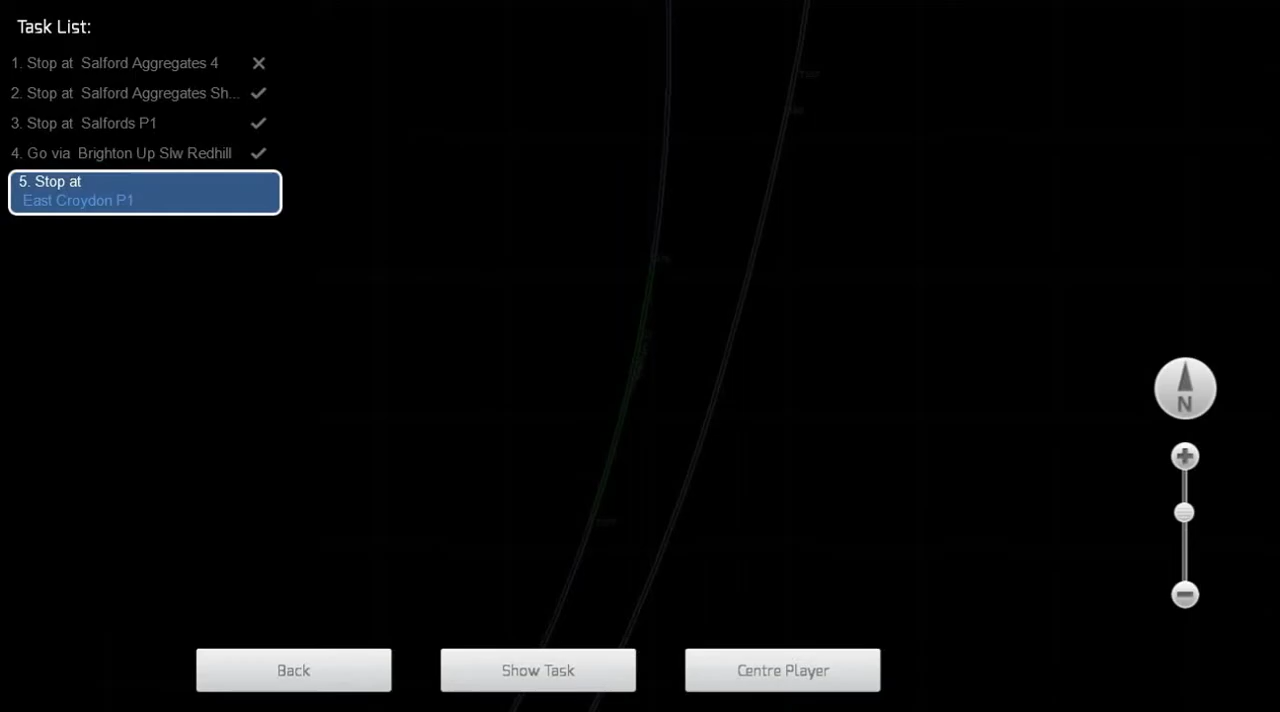 Task List:
1. Stop at Salford Aggregates 4
2. Stop at Salford Aggregates Sh...
3. Stop at Salfords P1
4. Go via Brighton Up Slw Redhill
5. Stop at
East Croydon P1
N
Back
Show Task
Centre Player